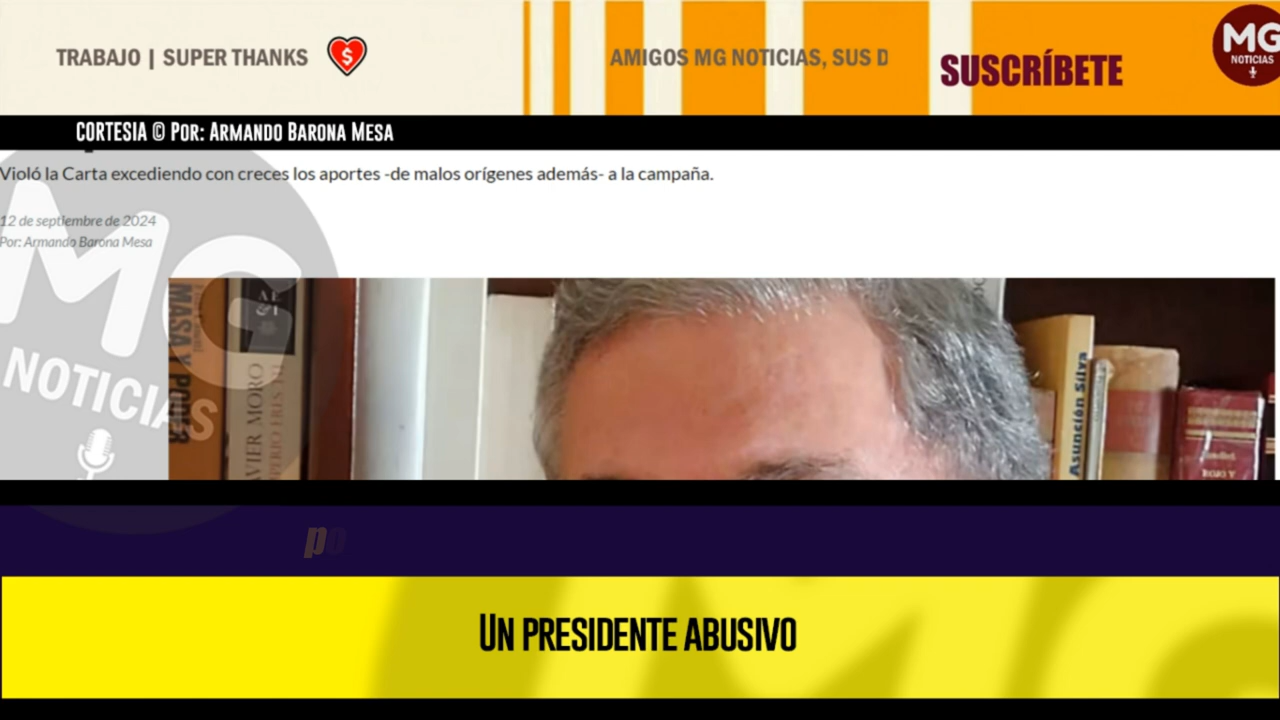 TRABAJO | SUPER THANKS
AMIGOS MG NOTICIAS, SUS D
SUSCRÍBETE
MG
NOTICIAS
CORTESIA © Por: Armando Barona Mesa
Violó la Carta excediendo con creces los aportes -de malos orígenes además- a la campaña.
12 de septiembre de 2024
Por: Armando Barona Mesa
MG
NOTICIAS
MASA Y PODER
JAVIER MORO
Asunción Silva
po
Un presidente abusivo